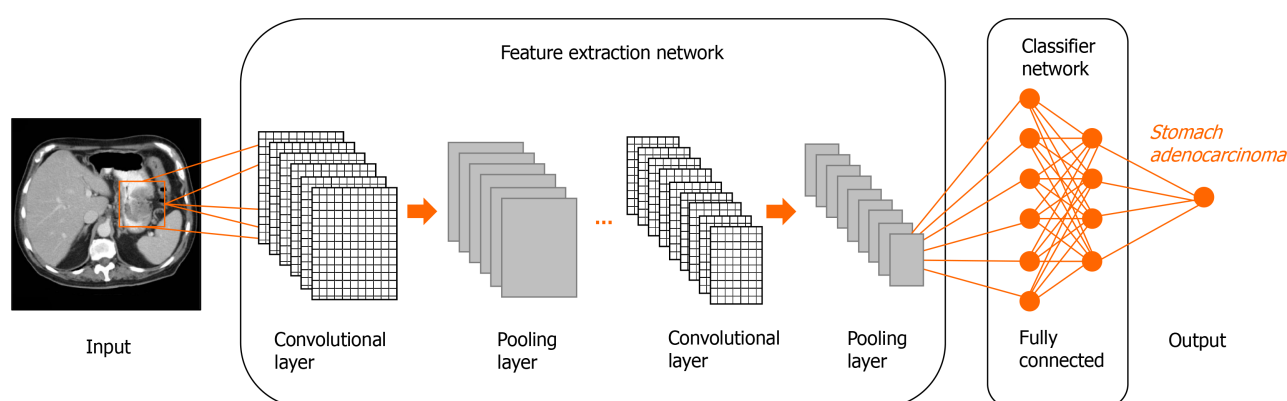 Feature extraction network
Classifier
network
Stomach
adenocarcinoma
...
Input
Convolutional
layer
Pooling
layer
Convolutional
layer
Pooling
layer
Fully
connected
Output